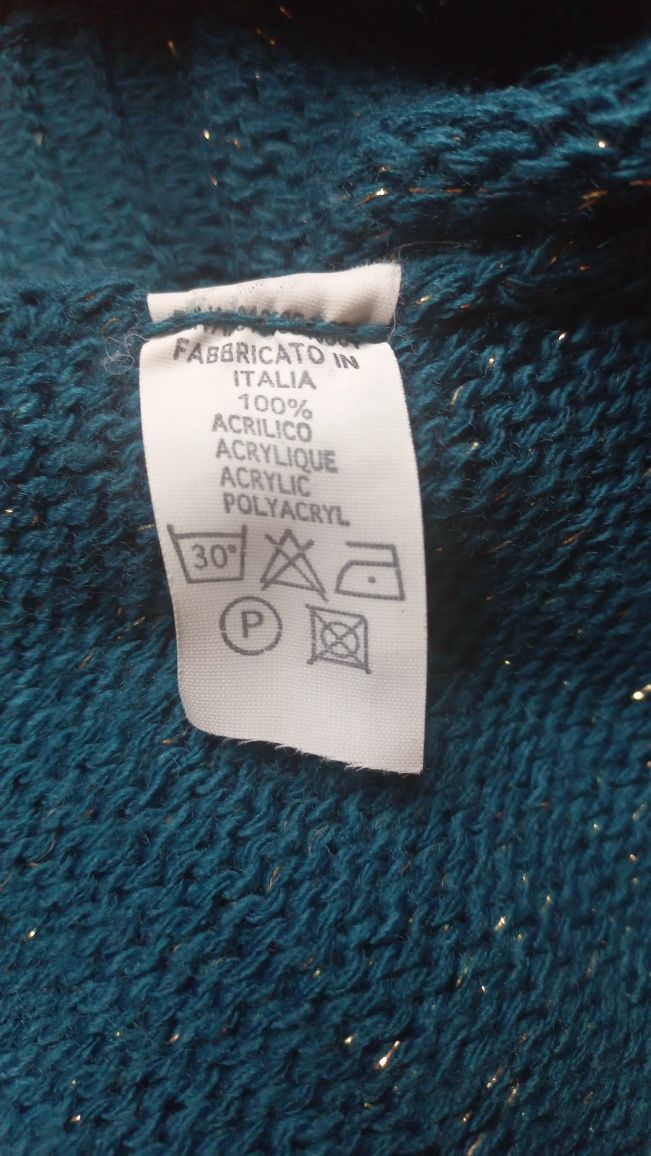 FABBRICATO IN
ITALIA
100%
ACRILICO
ACRYLIQUE
ACRYLIC
POLYACRYL
30°
P